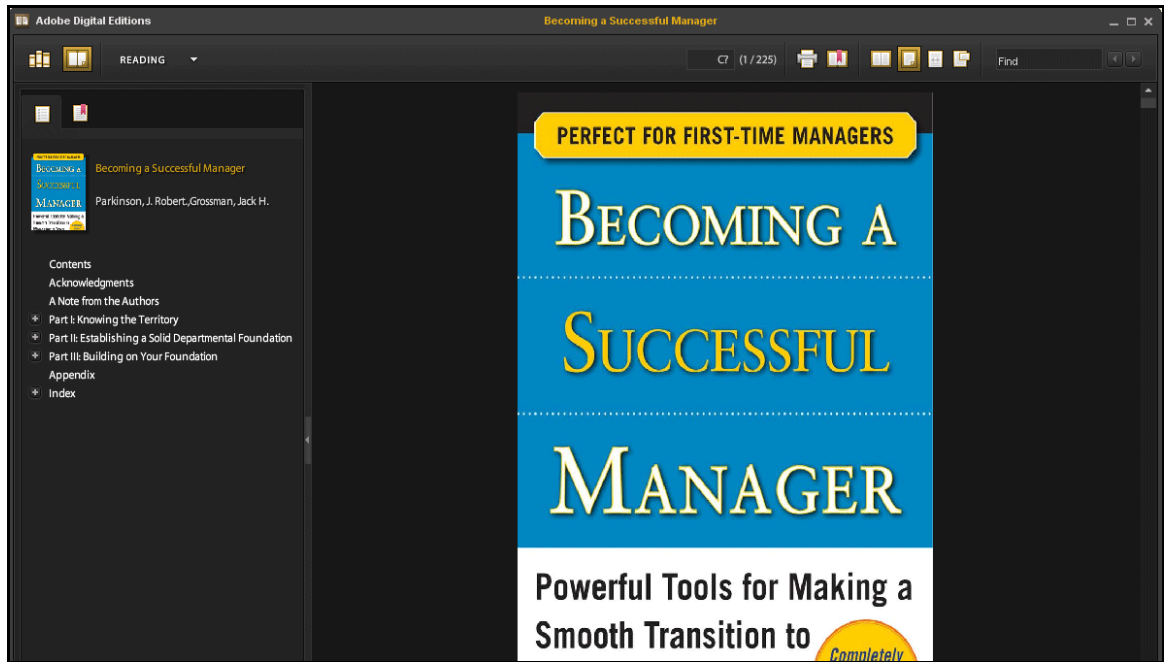 Adobe Digital Editions
Becoming a Successful Manager
READING
C7 (1 / 225)
Find
BECOMING A
SUCCESSFUL
MANAGER
Becoming a Successful Manager
Parkinson, J. Robert.,Grossman, Jack H.
Contents
Acknowledgments
A Note from the Authors
Part I: Knowing the Territory
Part II: Establishing a Solid Departmental Foundation
Part III: Building on Your Foundation
Appendix
Index
PERFECT FOR FIRST-TIME MANAGERS
BECOMING A
SUCCESSFUL
MANAGER
Powerful Tools for Making a
Smooth Transition to
Completely